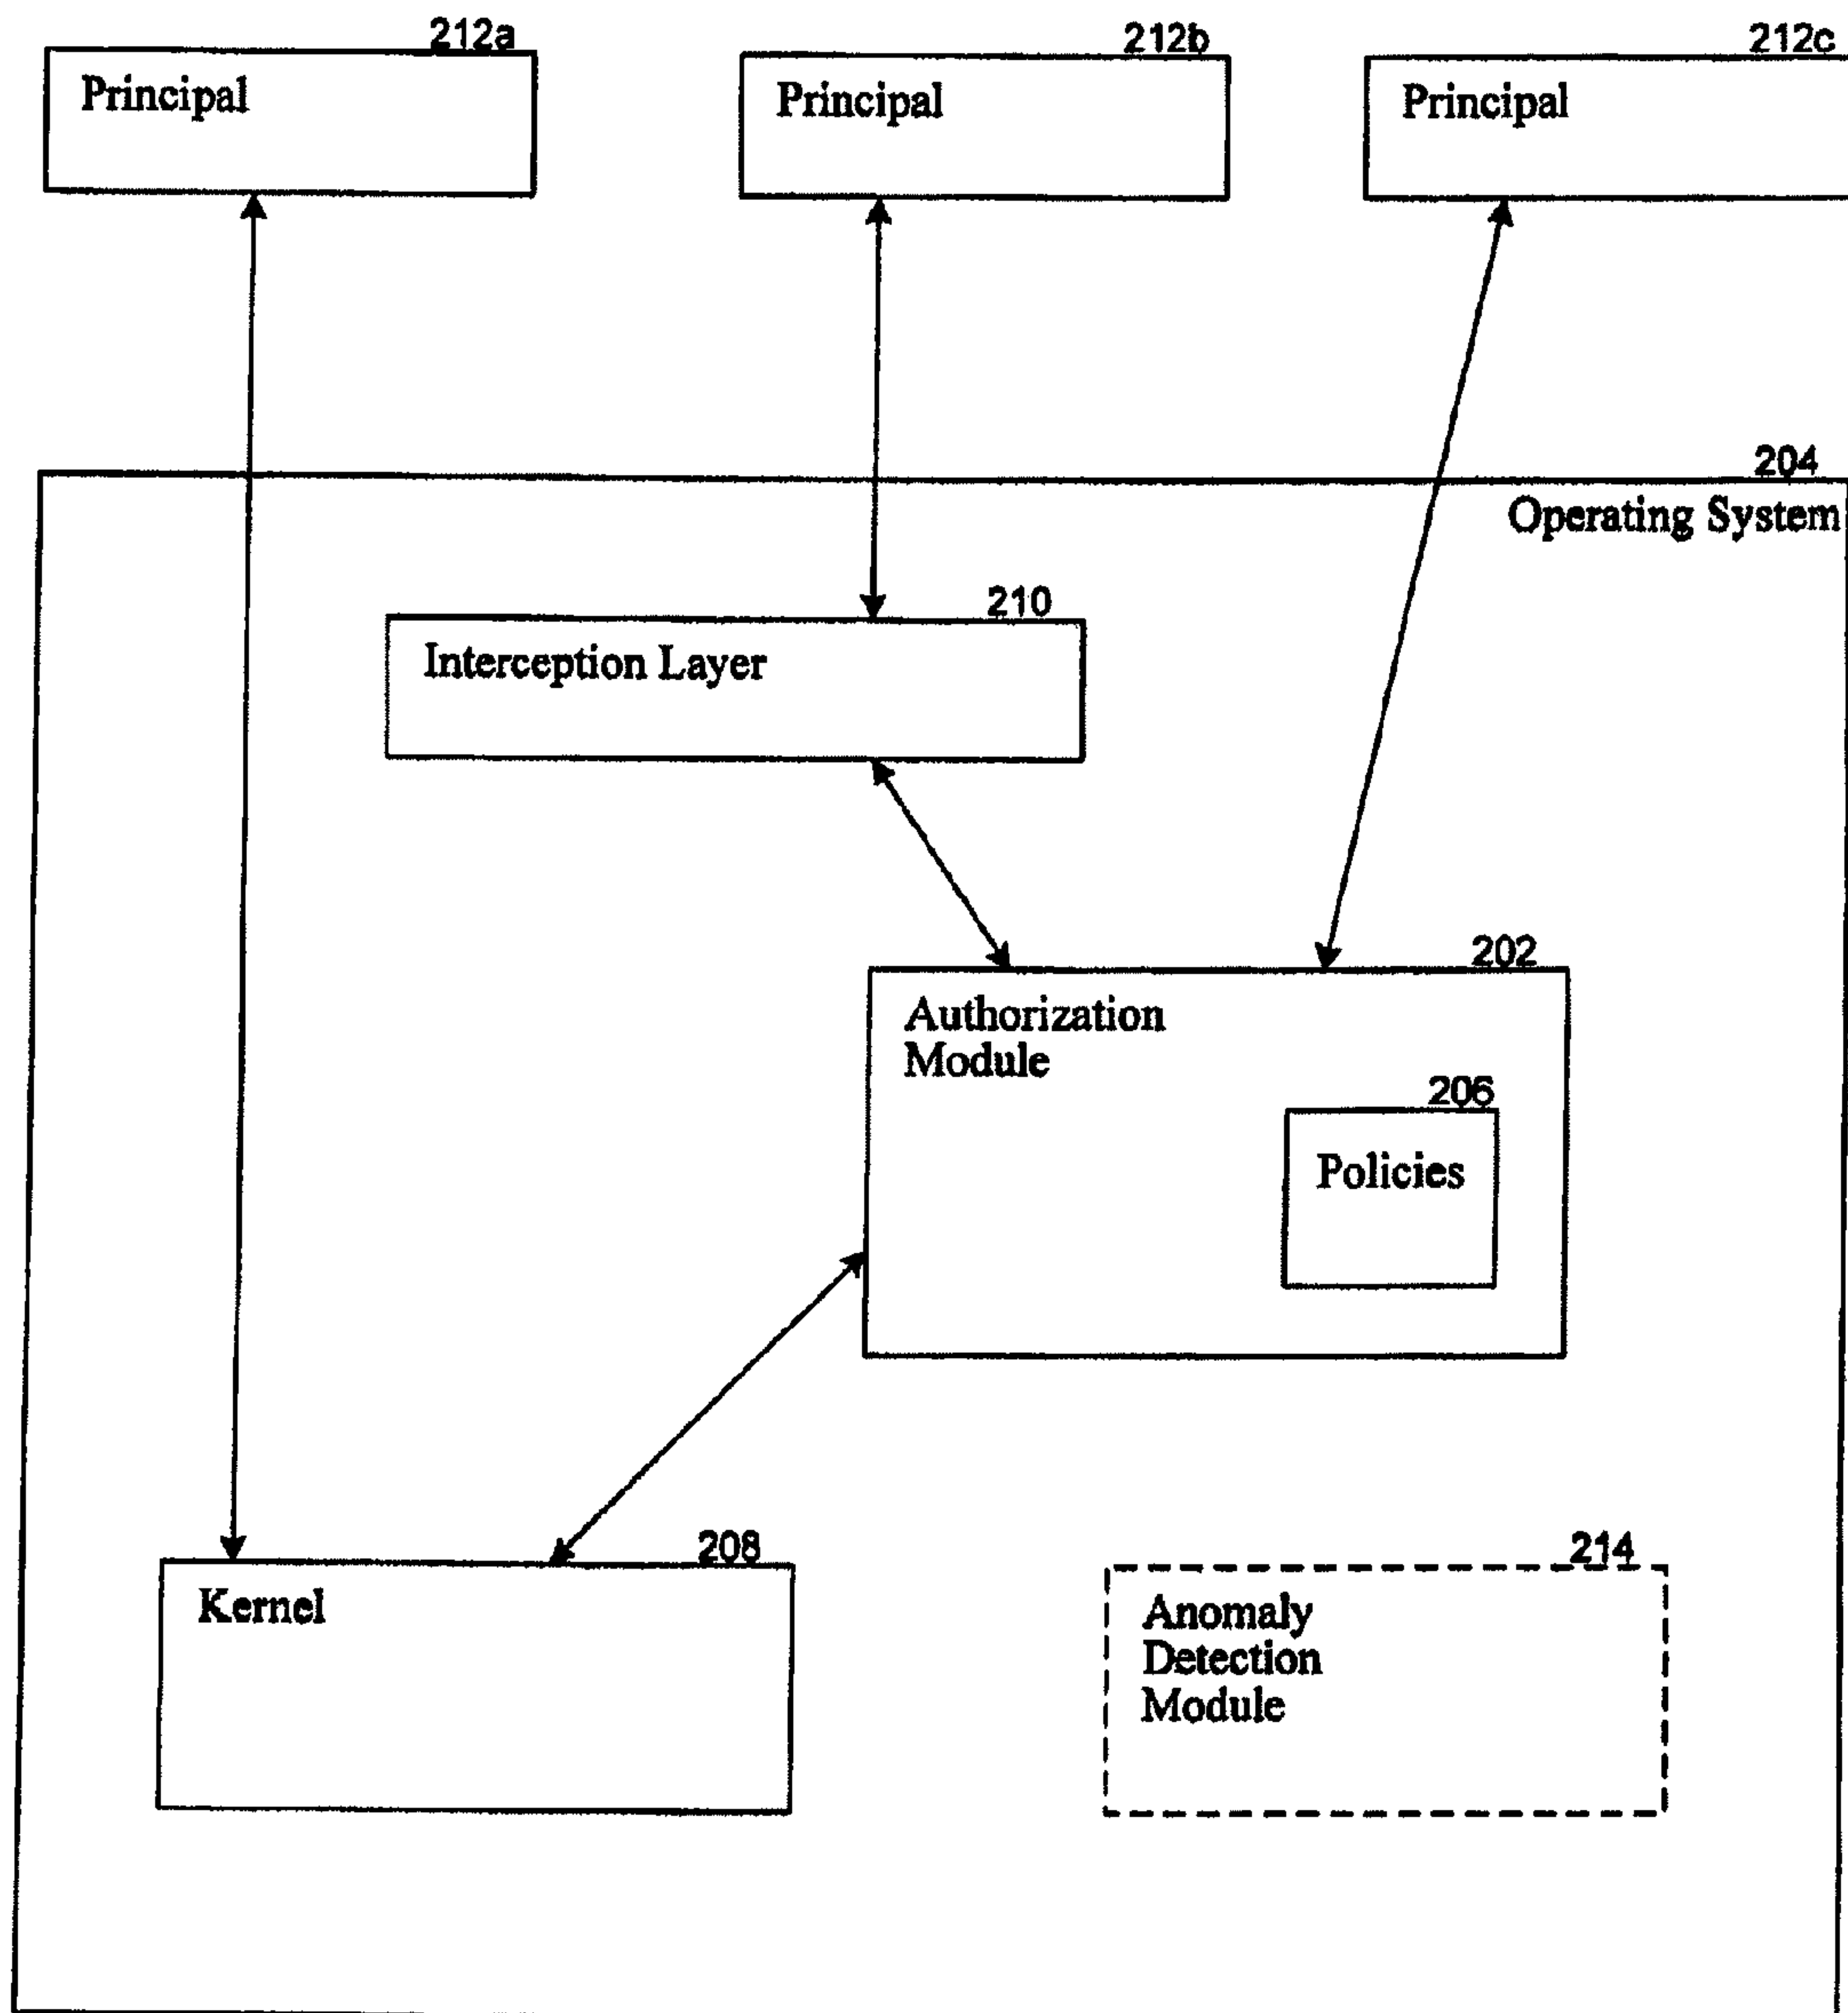 212a
212b
212c
Principal
Principal
Principal
204
Operating System
210
Interception Layer
202
Authorization
Module
206
Policies
208
Kernel
214
Anomaly
Detection
Module